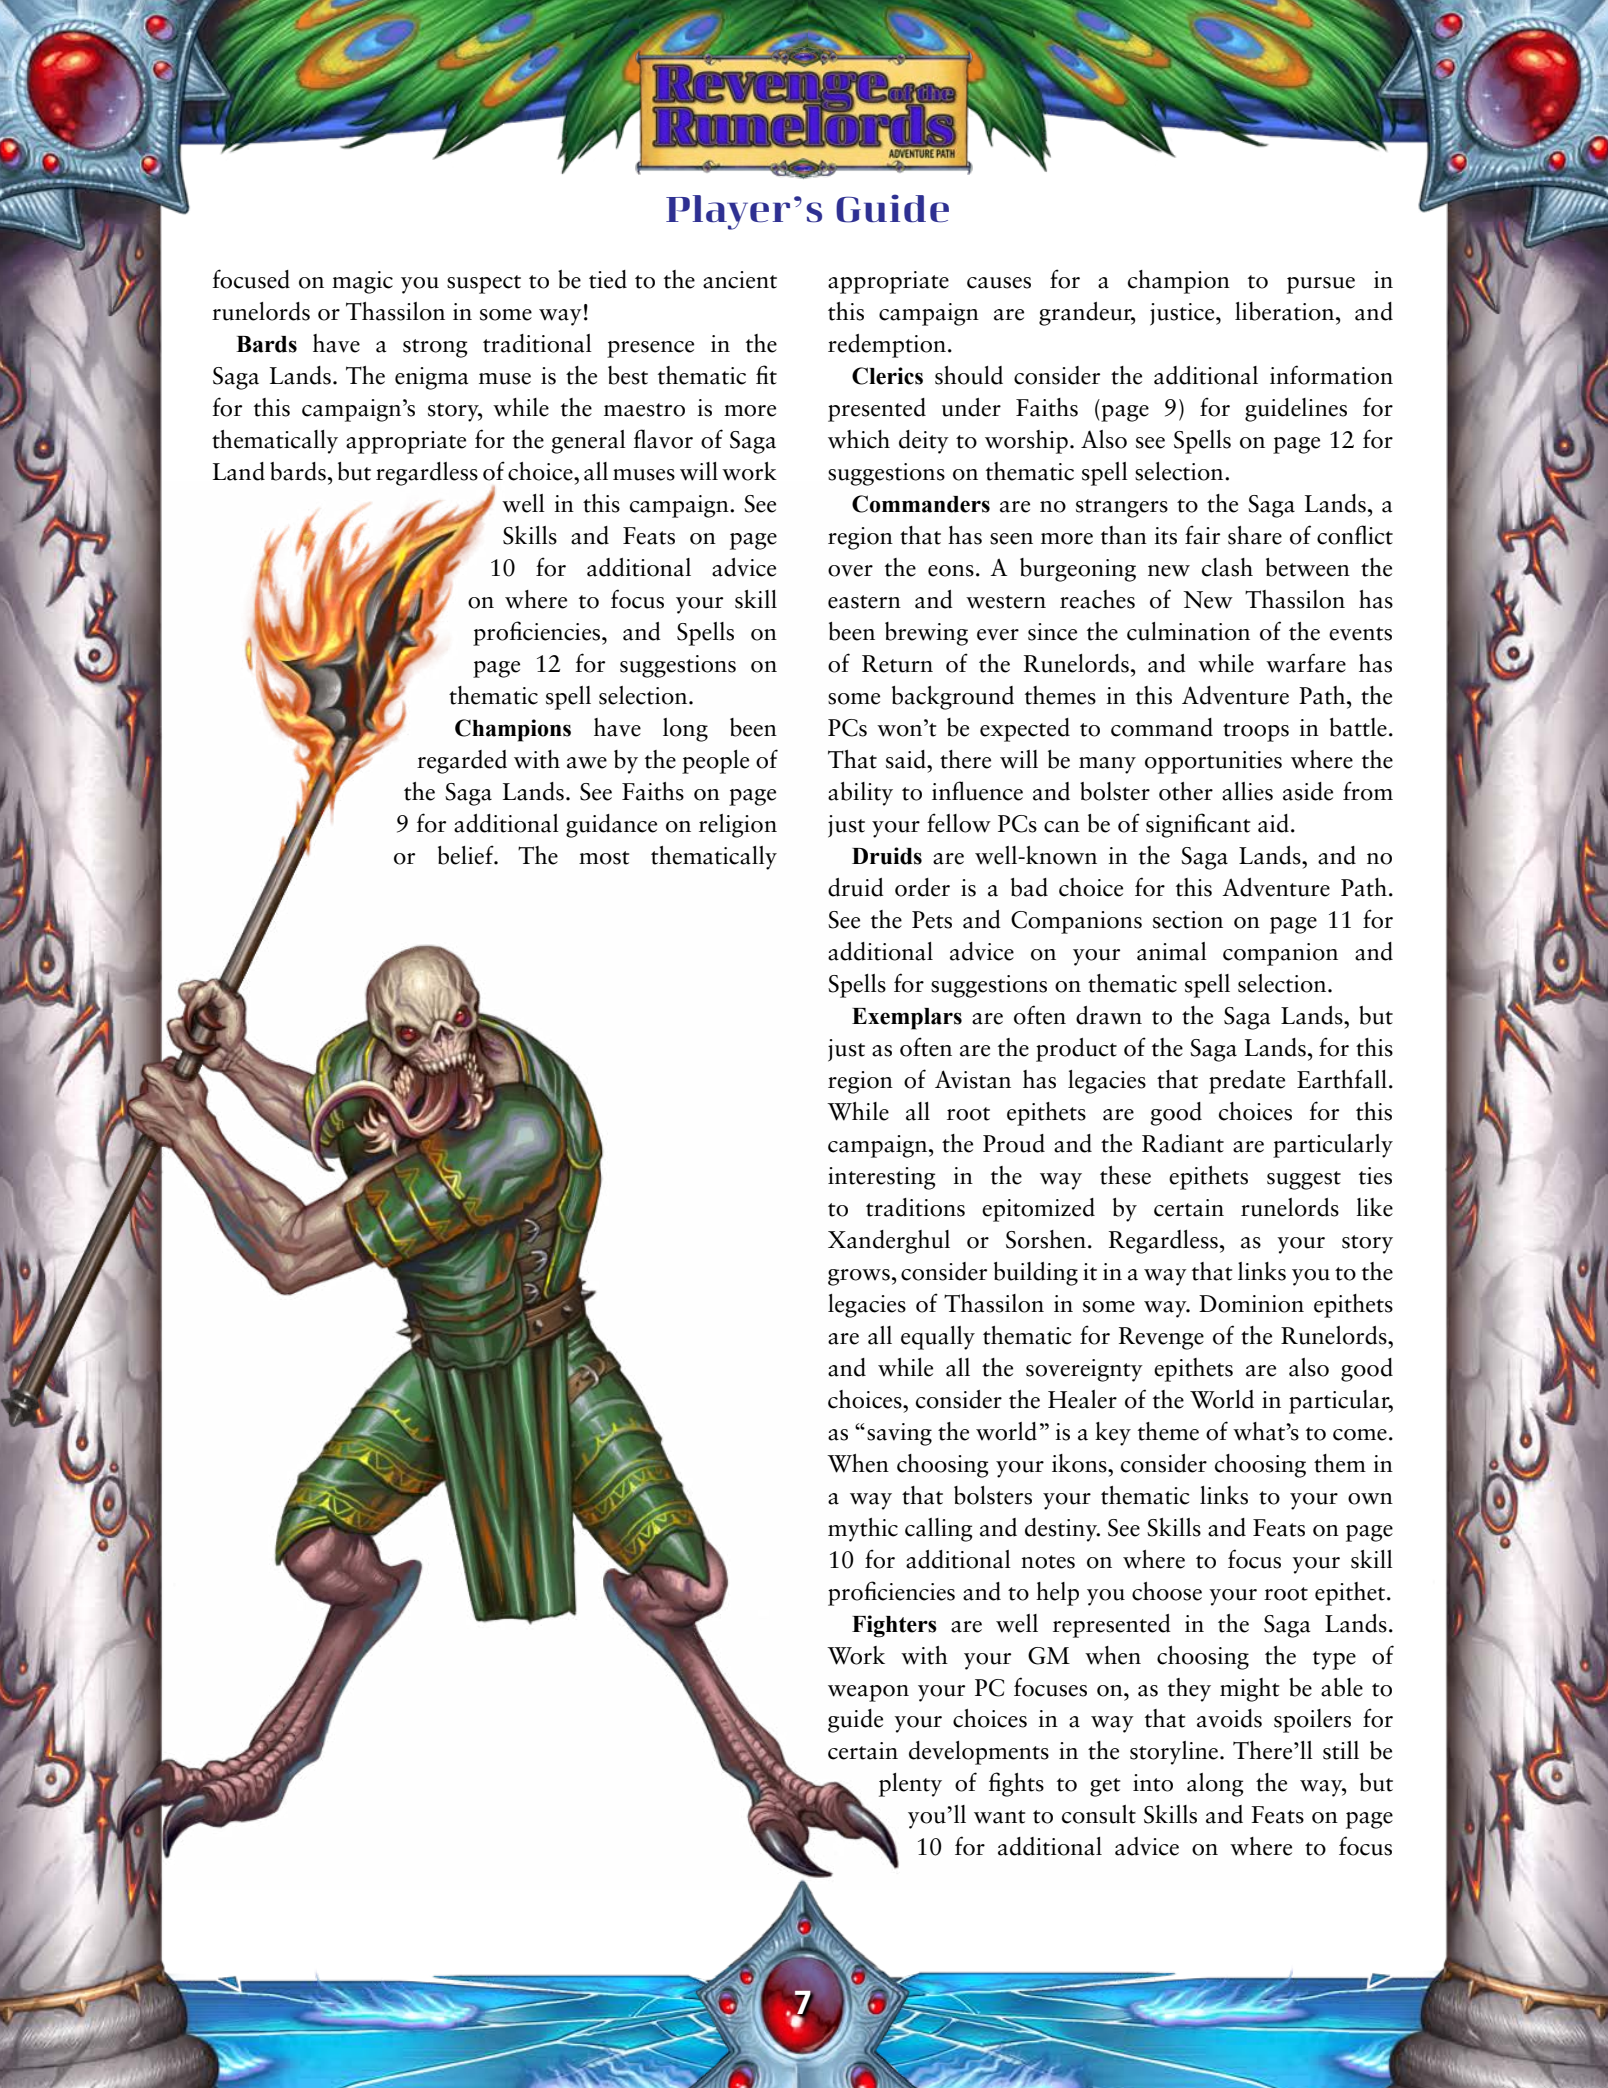 Revenge of the
Runelords
ADVENTURE PATH
Player's Guide
focused on magic you suspect to be tied to the ancient
runelords or Thassilon in some way!
Bards have a strong traditional presence in the
Saga Lands. The enigma muse is the best thematic fit
for this campaign's story, while the maestro is more
thematically appropriate for the general flavor of Saga
Land bards, but regardless of choice, all muses will work
well in this campaign. See
Skills and Feats on page
10 for additional advice
on where to focus your skill
proficiencies, and Spells on
page 12 for suggestions on
thematic spell selection.
Champions have long been
regarded with awe by the people of
the Saga Lands. See Faiths on page
9 for additional guidance on religion
or belief. The most thematically
appropriate causes for a champion to pursue in
this campaign are grandeur, justice, liberation, and
redemption.
Clerics should consider the additional information
presented under Faiths (page 9) for guidelines for
which deity to worship. Also see Spells on page 12 for
suggestions on thematic spell selection.
Commanders are no strangers to the Saga Lands, a
region that has seen more than its fair share of conflict
over the eons. A burgeoning new clash between the
eastern and western reaches of New Thassilon has
been brewing ever since the culmination of the events
of Return of the Runelords, and while warfare has
some background themes in this Adventure Path, the
PCs won't be expected to command troops in battle.
That said, there will be many opportunities where the
ability to influence and bolster other allies aside from
just your fellow PCs can be of significant aid.
Druids are well-known in the Saga Lands, and no
druid order is a bad choice for this Adventure Path.
See the Pets and Companions section on page 11 for
additional advice on your animal companion and
Spells for suggestions on thematic spell selection.
Exemplars are often drawn to the Saga Lands, but
just as often are the product of the Saga Lands, for this
region of Avistan has legacies that predate Earthfall.
While all root epithets are good choices for this
campaign, the Proud and the Radiant are particularly
interesting in the way these epithets suggest ties
to traditions epitomized by certain runelords like
Xanderghul or Sorshen. Regardless, as your story
grows, consider building it in a way that links you to the
legacies of Thassilon in some way. Dominion epithets
are all equally thematic for Revenge of the Runelords,
and while all the sovereignty epithets are also good
choices, consider the Healer of the World in particular,
as “saving the world” is a key theme of what's to come.
When choosing your ikons, consider choosing them in
a way that bolsters your thematic links to your own
mythic calling and destiny. See Skills and Feats on page
10 for additional notes on where to focus your skill
proficiencies and to help you choose your root epithet.
Fighters are well represented in the Saga Lands.
Work with your GM when choosing the type of
weapon your PC focuses on, as they might be able to
guide your choices in a way that avoids spoilers for
certain developments in the storyline. There'll still be
plenty of fights to get into along the way, but
you'll want to consult Skills and Feats on page
10 for additional advice on where to focus
7